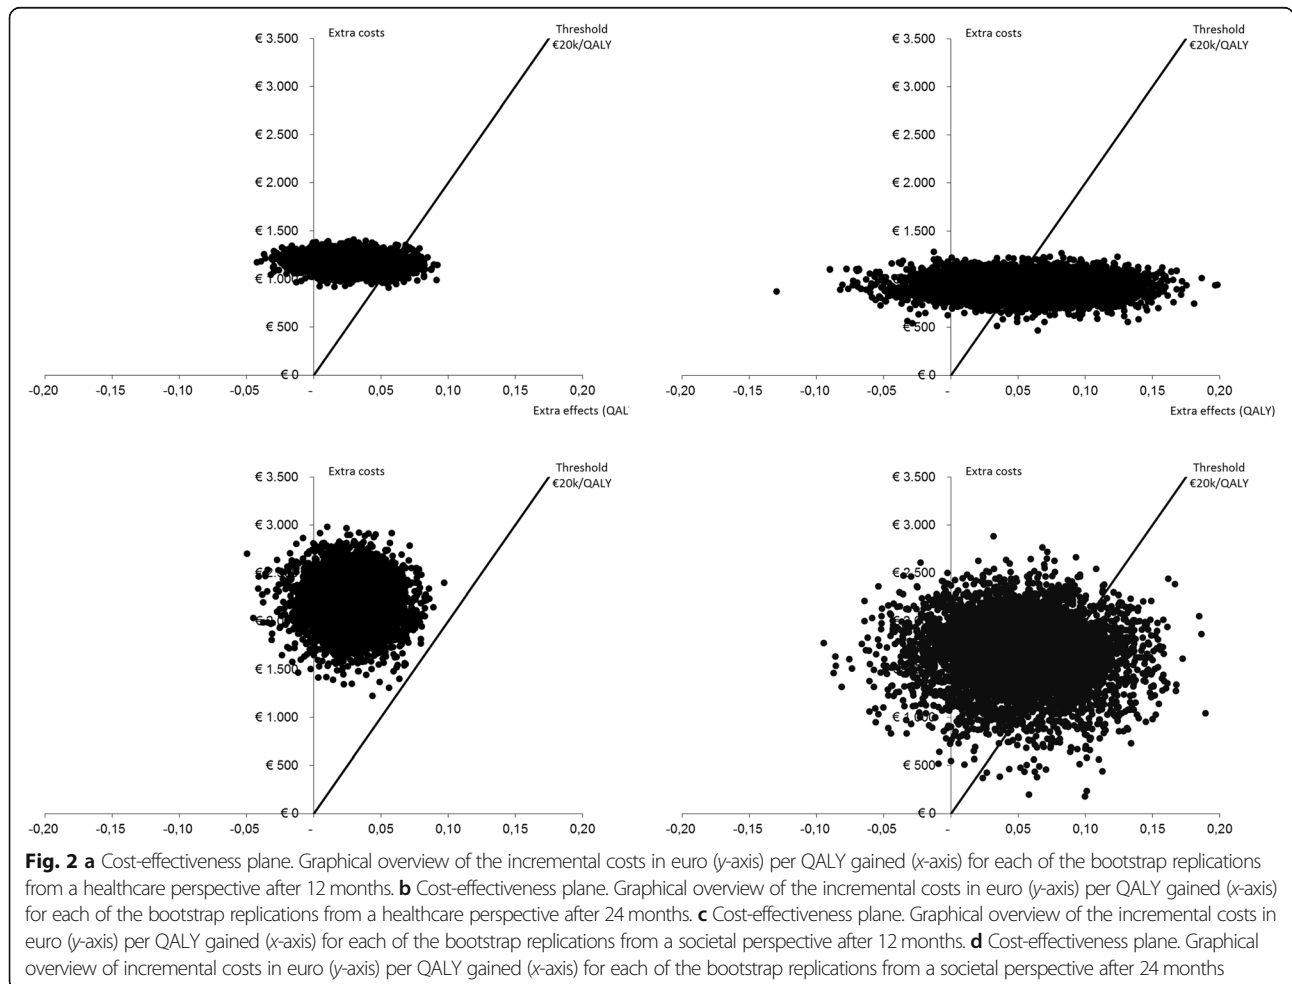 Extra costs
Threshold
€20k/QALY
€ 3.500
€ 3.000
€ 2.500
€ 2.000
€ 1.500
€ 1.000
€ 500
€ 0
-0,20 -0,15 -0,10 -0,05 - 0,05 0,10 0,15 0,20
Extra effects (QAL
Extra costs
Threshold
€20k/QALY
€ 3.500
€ 3.000
€ 2.500
€ 2.000
€ 1.500
€ 500
€ 0
-0,20 -0,15 -0,10 -0,05 - 0,05 0,10 0,15 0,20
Extra effects (QALY)
Extra costs
Threshold
€20k/QALY
€ 3.500
€ 3.000
€ 1.500
€ 1.000
€ 500
€ 0
-0,20 -0,15 -0,10 -0,05 - 0,05 0,10 0,15 0,20
Extra costs
Threshold
€20k/QALY
€ 3.500
€ 3.000
€ 2.500
€ 1.000
€ 500
€ 0
-0,20 -0,15 -0,10 -0,05 - 0,05 0,10 0,15 0,20
Fig. 2 a Cost-effectiveness plane. Graphical overview of the incremental costs in euro (y-axis) per QALY gained (x-axis) for each of the bootstrap replications
from a healthcare perspective after 12 months. b Cost-effectiveness plane. Graphical overview of the incremental costs in euro (y-axis) per QALY gained (x-axis)
for each of the bootstrap replications from a healthcare perspective after 24 months. c Cost-effectiveness plane. Graphical overview of the incremental costs in
euro (y-axis) per QALY gained (x-axis) for each of the bootstrap replications from a societal perspective after 12 months. d Cost-effectiveness plane. Graphical
overview of incremental costs in euro (y-axis) per QALY gained (x-axis) for each of the bootstrap replications from a societal perspective after 24 months